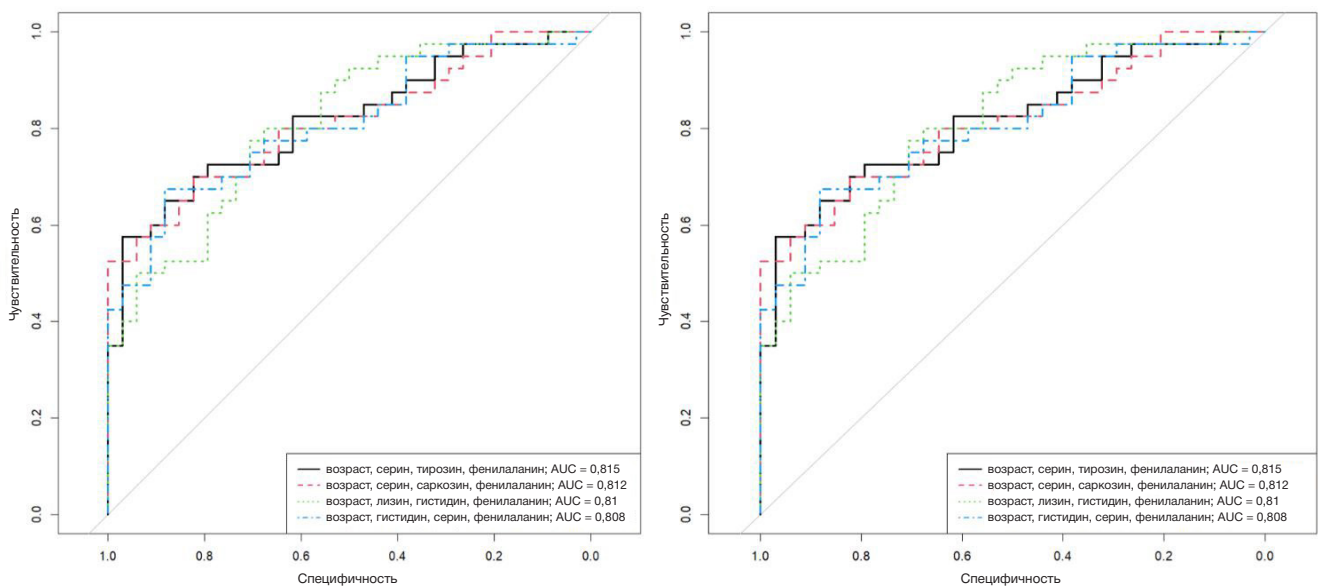 1.0
0.8
0.6
0.4
0.2
0.0
Чувствительность
возраст, серин, тирозин, фенилаланин; AUC = 0,815
возраст, серин, саркозин, фенилаланин; AUC = 0,812
возраст, лизин, гистидин, фенилаланин; AUC = 0,81
возраст, гистидин, серин, фенилаланин; AUC = 0,808
1.0 0.8 0.6 0.4 0.2 0.0
Специфичность
1.0
0.8
0.6
0.4
0.2
0.0
Чувствительность
возраст, серин, тирозин, фенилаланин; AUC = 0,815
возраст, серин, саркозин, фенилаланин; AUC = 0,812
возраст, лизин, гистидин, фенилаланин; AUC = 0,81
возраст, гистидин, серин, фенилаланин; AUC = 0,808
1.0 0.8 0.6 0.4 0.2 0.0
Специфичность